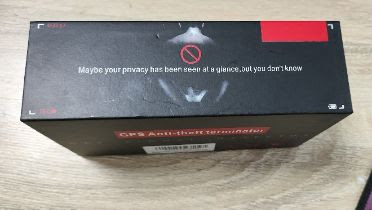 Maybe your privacy has been seen at a glance,but you don't know
GPS Anti-theft terminator